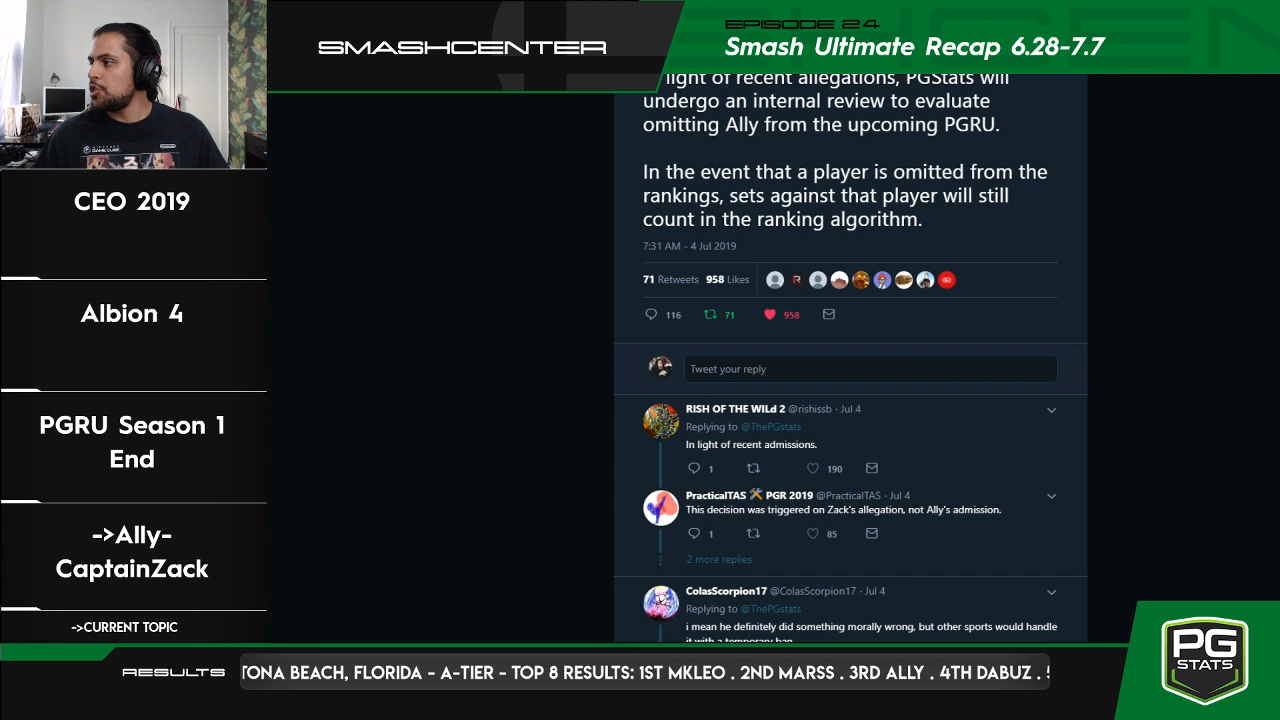 SMASHCENTER
EPISODE 24
Smash Ultimate Recap 6.28-7.7
light of recent allegations, PGStats will
undergo an internal review to evaluate
omitting Ally from the upcoming PGRU.
In the event that a player is omitted from the
rankings, sets against that player will still
count in the ranking algorithm.
7:31 AM - 4 Jul 2019
71 Retweets 958 Likes
116 71 958
Tweet your reply
RISH OF THE WILd 2 @rishissb · Jul 4
Replying to @ThePGstats
In light of recent admissions.
1 190
PracticalTAS 🛠 PGR 2019 @PracticalTAS · Jul 4
This decision was triggered on Zack's allegation, not Ally's admission.
1 85
2 more replies
ColasScorpion17 @ColasScorpion17 · Jul 4
Replying to @ThePGstats
i mean he definitely did something morally wrong, but other sports would handle
it with a temporary ban
CEO 2019
Albion 4
PGRU Season 1
End
->Ally-
CaptainZack
->CURRENT TOPIC
RESULTS
TONA BEACH, FLORIDA - A-TIER - TOP 8 RESULTS: 1ST MKLEO . 2ND MARSS . 3RD ALLY . 4TH DABUZ .
PG
STATS